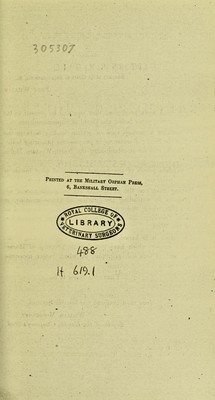 305307
PRINTED AT THE MILITARY ORPHAN PRESS,
6, BANKSHALL STREET.
ROYAL COLLEGE OF
LIBRARY
VETERINARY SURGEONS
488
H 619.1